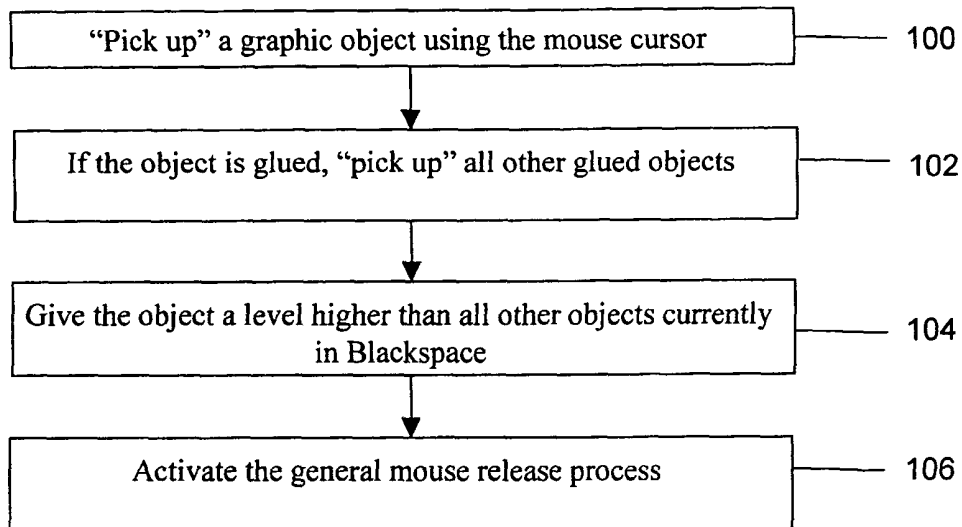 “Pick up” a graphic object using the mouse cursor
100
If the object is glued, “pick up” all other glued objects
102
Give the object a level higher than all other objects currently
in Blackspace
104
Activate the general mouse release process
106